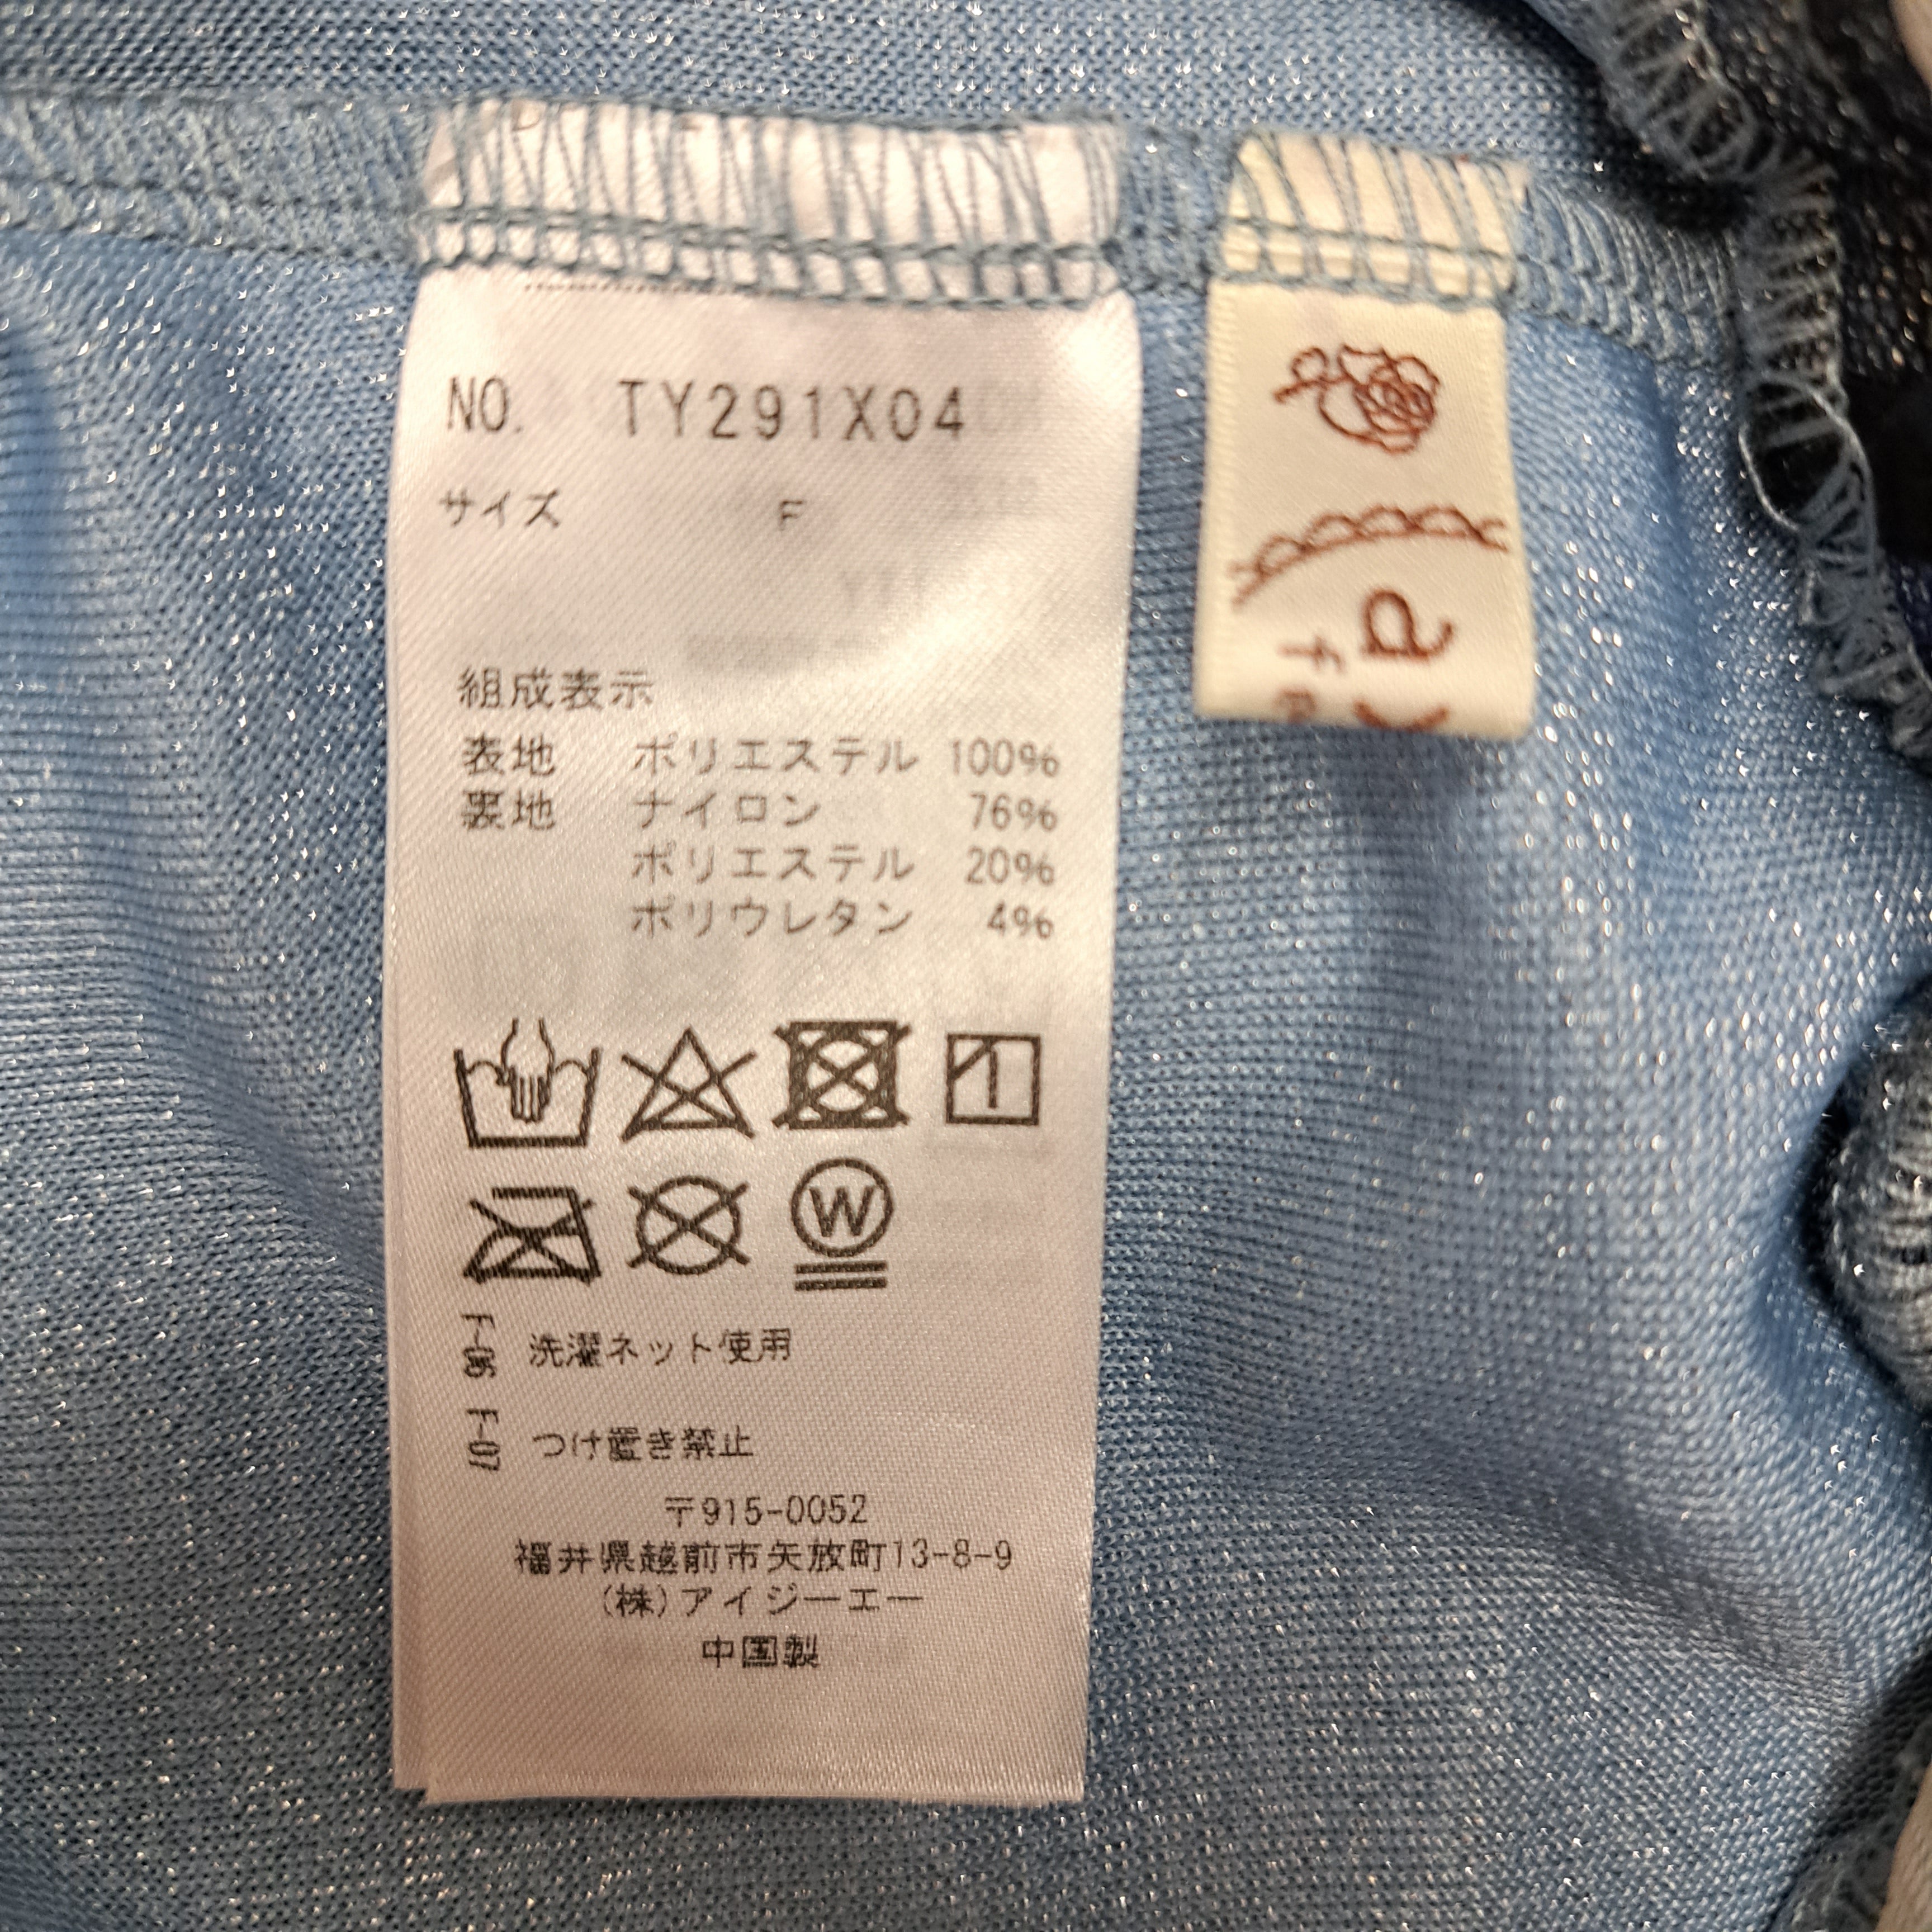 NO. TY291X04
サイズ F
組成表示
表地 ポリエステル 100%
裏地 ナイロン 76%
ポリエステル 20%
ポリウレタン 4%
W
F-06 洗濯ネット使用
F-07 つけ置き禁止
〒915-0052
福井県越前市矢放町13-8-9
(株)アイジーエー
中国製